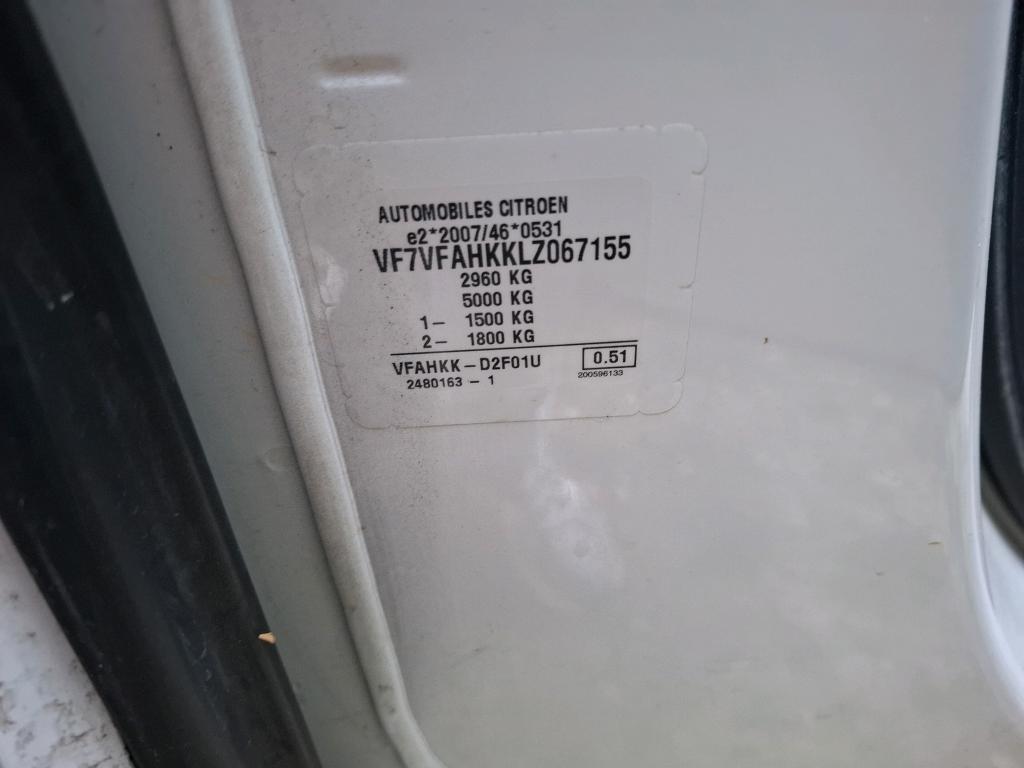 AUTOMOBILES CITROEN
e2*2007/46*0531
VF7VFAHKKLZ067155
2960 KG
5000 KG
1- 1500 KG
2- 1800 KG
VFAHKK-D2F01U 0.51
2480163-1 200596133